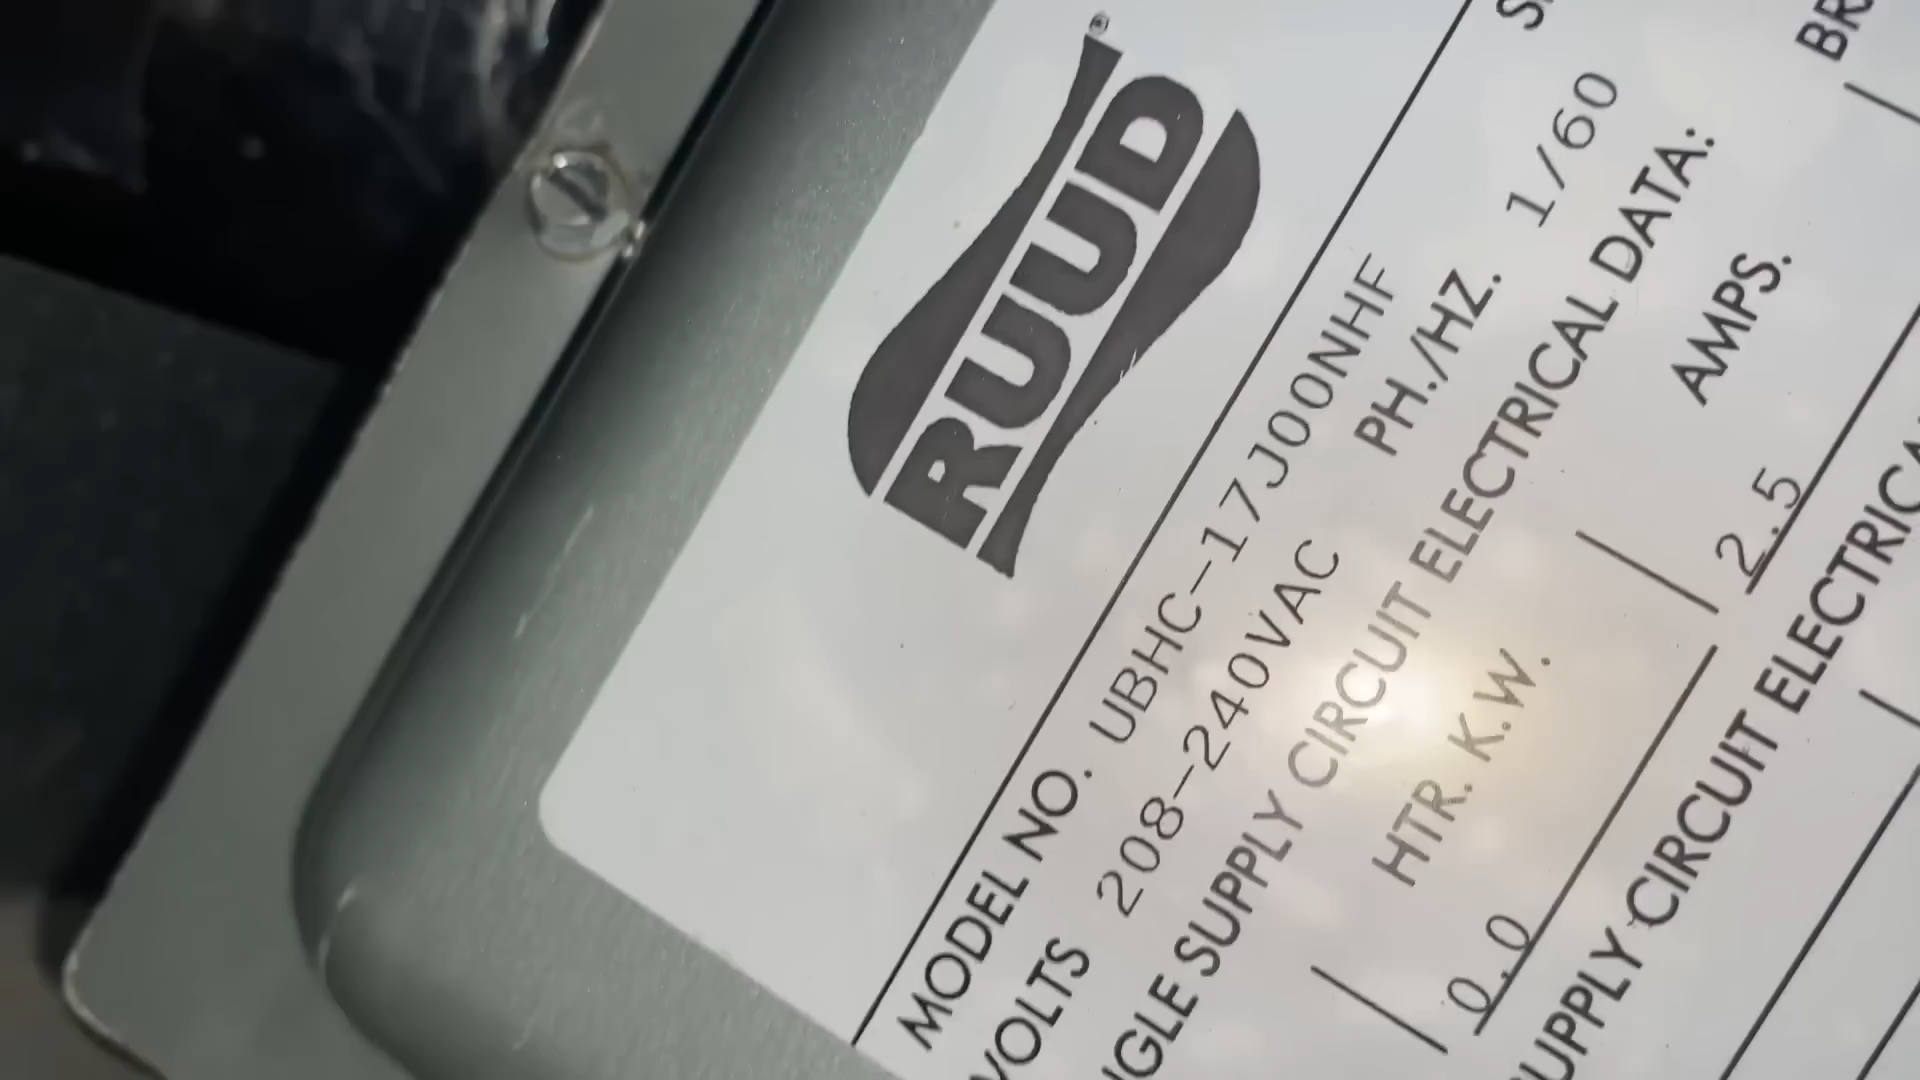 RUUD®
MODEL NO. UBHC-17J00NHF
VOLTS 208-240VAC PH./HZ. 1/60
SUPPLY CIRCUIT ELECTRICAL DATA:
HTR. K.W. AMPS.
0.0 2.5
SUPPLY CIRCUIT